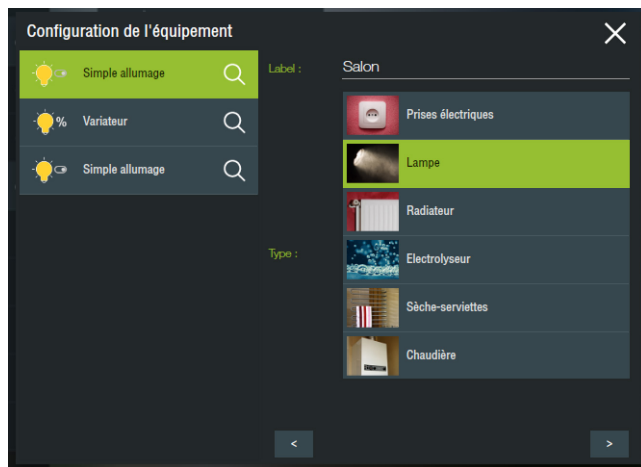 Configuration de l'équipement
Simple allumage
% Variateur
Simple allumage
Label :
Salon
Type :
Prises électriques
Lampe
Radiateur
Electrolyseur
Sèche-serviettes
Chaudière
<
>